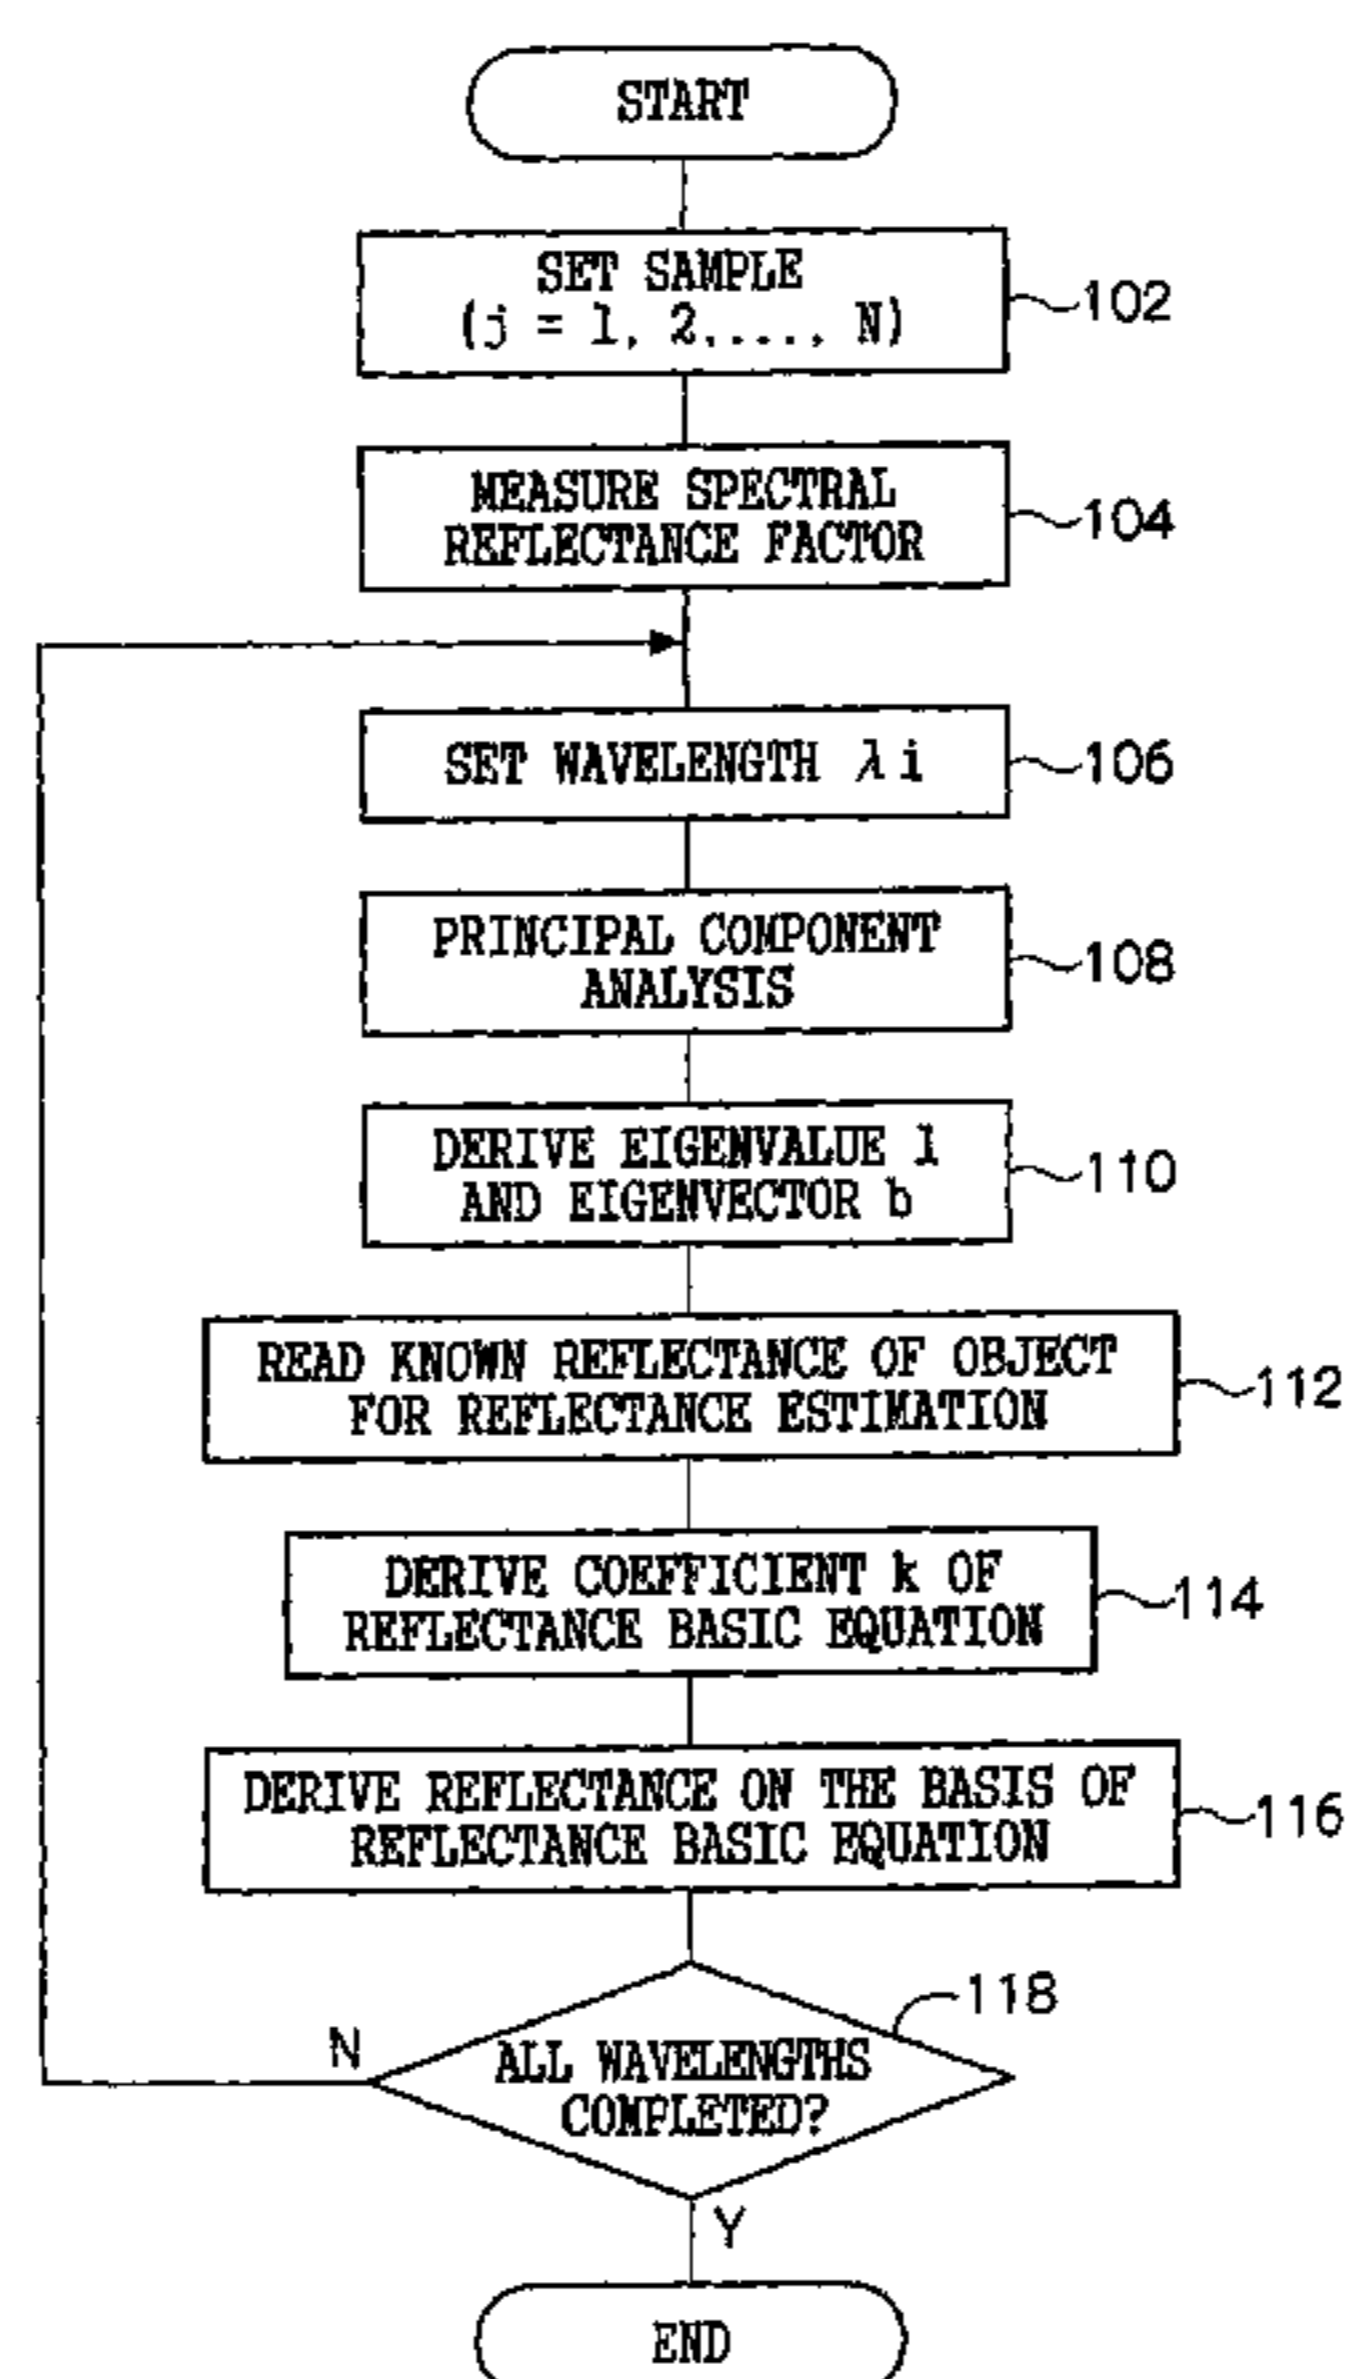 START
SET SAMPLE
(j = 1, 2,...., N)
102
MEASURE SPECTRAL
REFLECTANCE FACTOR
104
SET WAVELENGTH λi
106
PRINCIPAL COMPONENT
ANALYSIS
108
DERIVE EIGENVALUE l
AND EIGENVECTOR b
110
READ KNOWN REFLECTANCE OF OBJECT
FOR REFLECTANCE ESTIMATION
112
DERIVE COEFFICIENT k OF
REFLECTANCE BASIC EQUATION
114
DERIVE REFLECTANCE ON THE BASIS OF
REFLECTANCE BASIC EQUATION
116
118
N
ALL WAVELENGTHS
COMPLETED?
Y
END